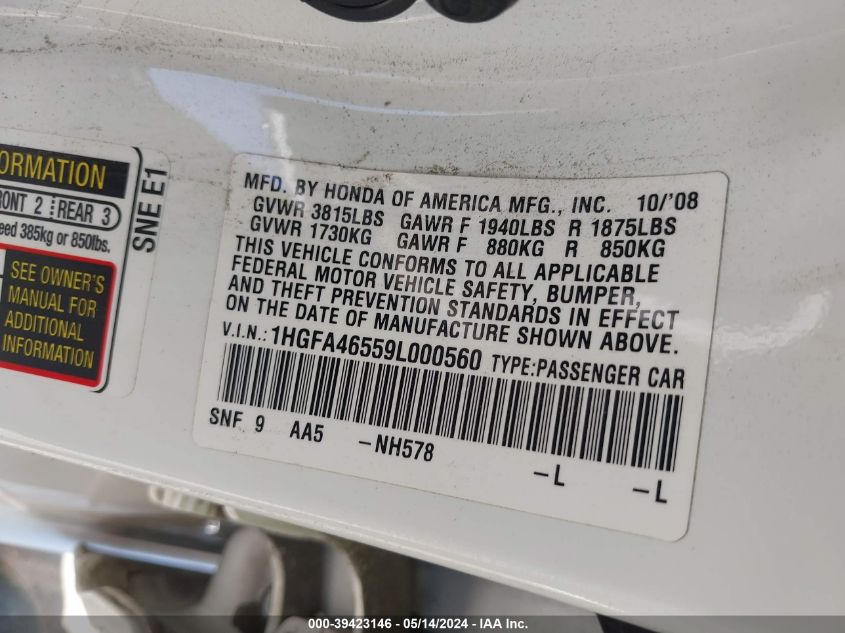 ORMATION
RONT 2 REAR 3
eed 385kg or 850lbs.
SEE OWNER'S
MANUAL FOR
ADDITIONAL
INFORMATION
SNE E1
MFD. BY HONDA OF AMERICA MFG., INC. 10/'08
GVWR 3815LBS GAWR F 1940LBS R 1875LBS
GVWR 1730KG GAWR F 880KG R 850KG
THIS VEHICLE CONFORMS TO ALL APPLICABLE
FEDERAL MOTOR VEHICLE SAFETY, BUMPER,
AND THEFT PREVENTION STANDARDS IN EFFECT
ON THE DATE OF MANUFACTURE SHOWN ABOVE.
V.I.N.: 1HGFA46559L000560 TYPE:PASSENGER CAR
SNF 9 AA5 -NH578 -L -L
000-39423146 - 05/14/2024 - IAA Inc.